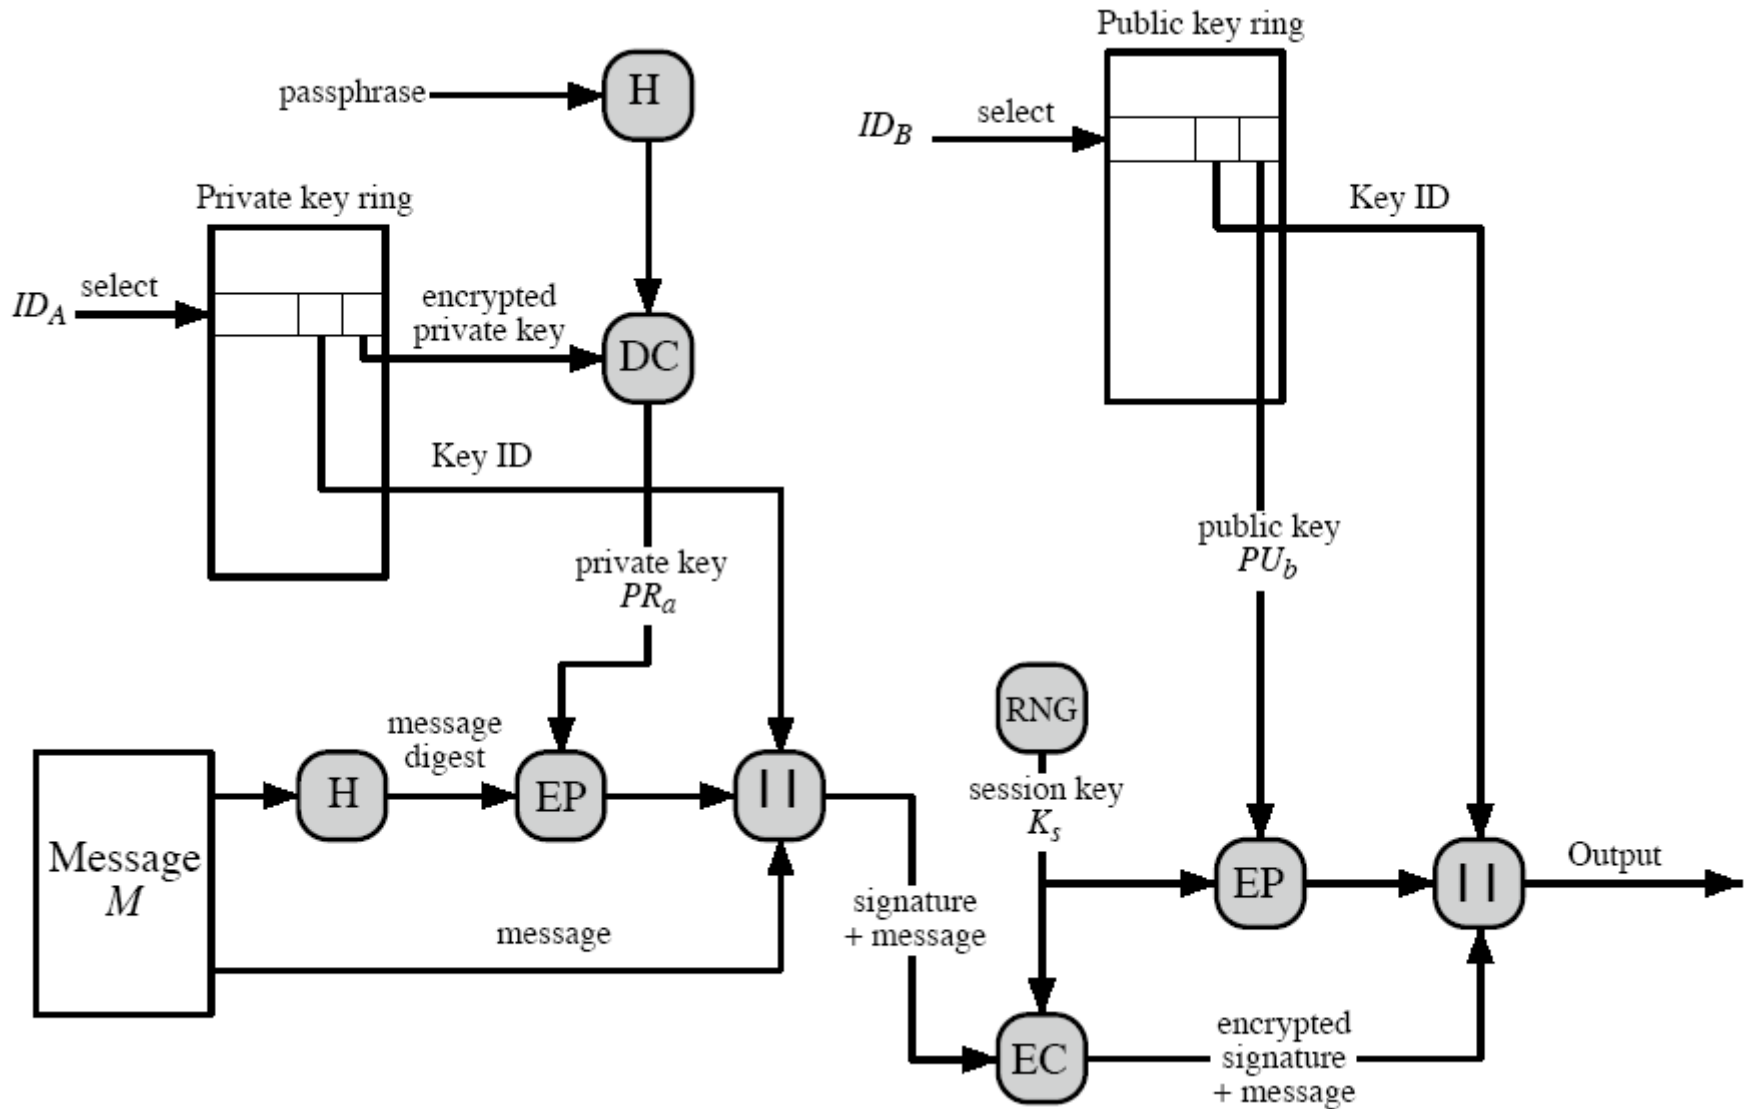 Public key ring
passphrase
H
ID_B
select
Private key ring
Key ID
ID_A
select
encrypted
private key
DC
Key ID
private key
PR_a
public key
PU_b
RNG
session key
K_s
message
digest
H
EP
||
Message
M
message
signature
+ message
EP
||
Output
EC
encrypted
signature
+ message